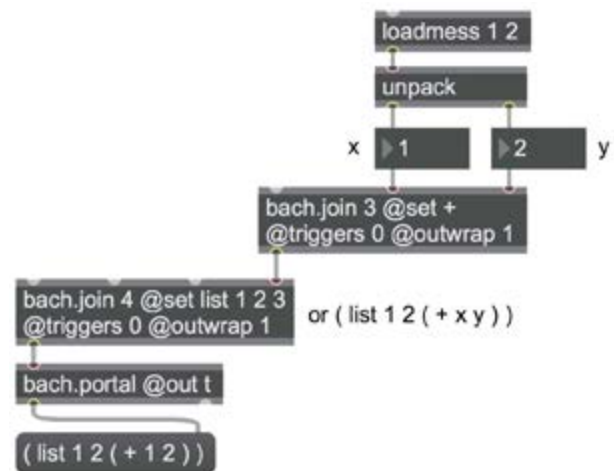 loadmess 1 2
unpack
x
1
2
y
bach.join 3 @set +
@triggers 0 @outwrap 1
bach.join 4 @set list 1 2 3
@triggers 0 @outwrap 1
or ( list 1 2 ( + x y ) )
bach.portal @out t
( list 1 2 ( + 1 2 ) )